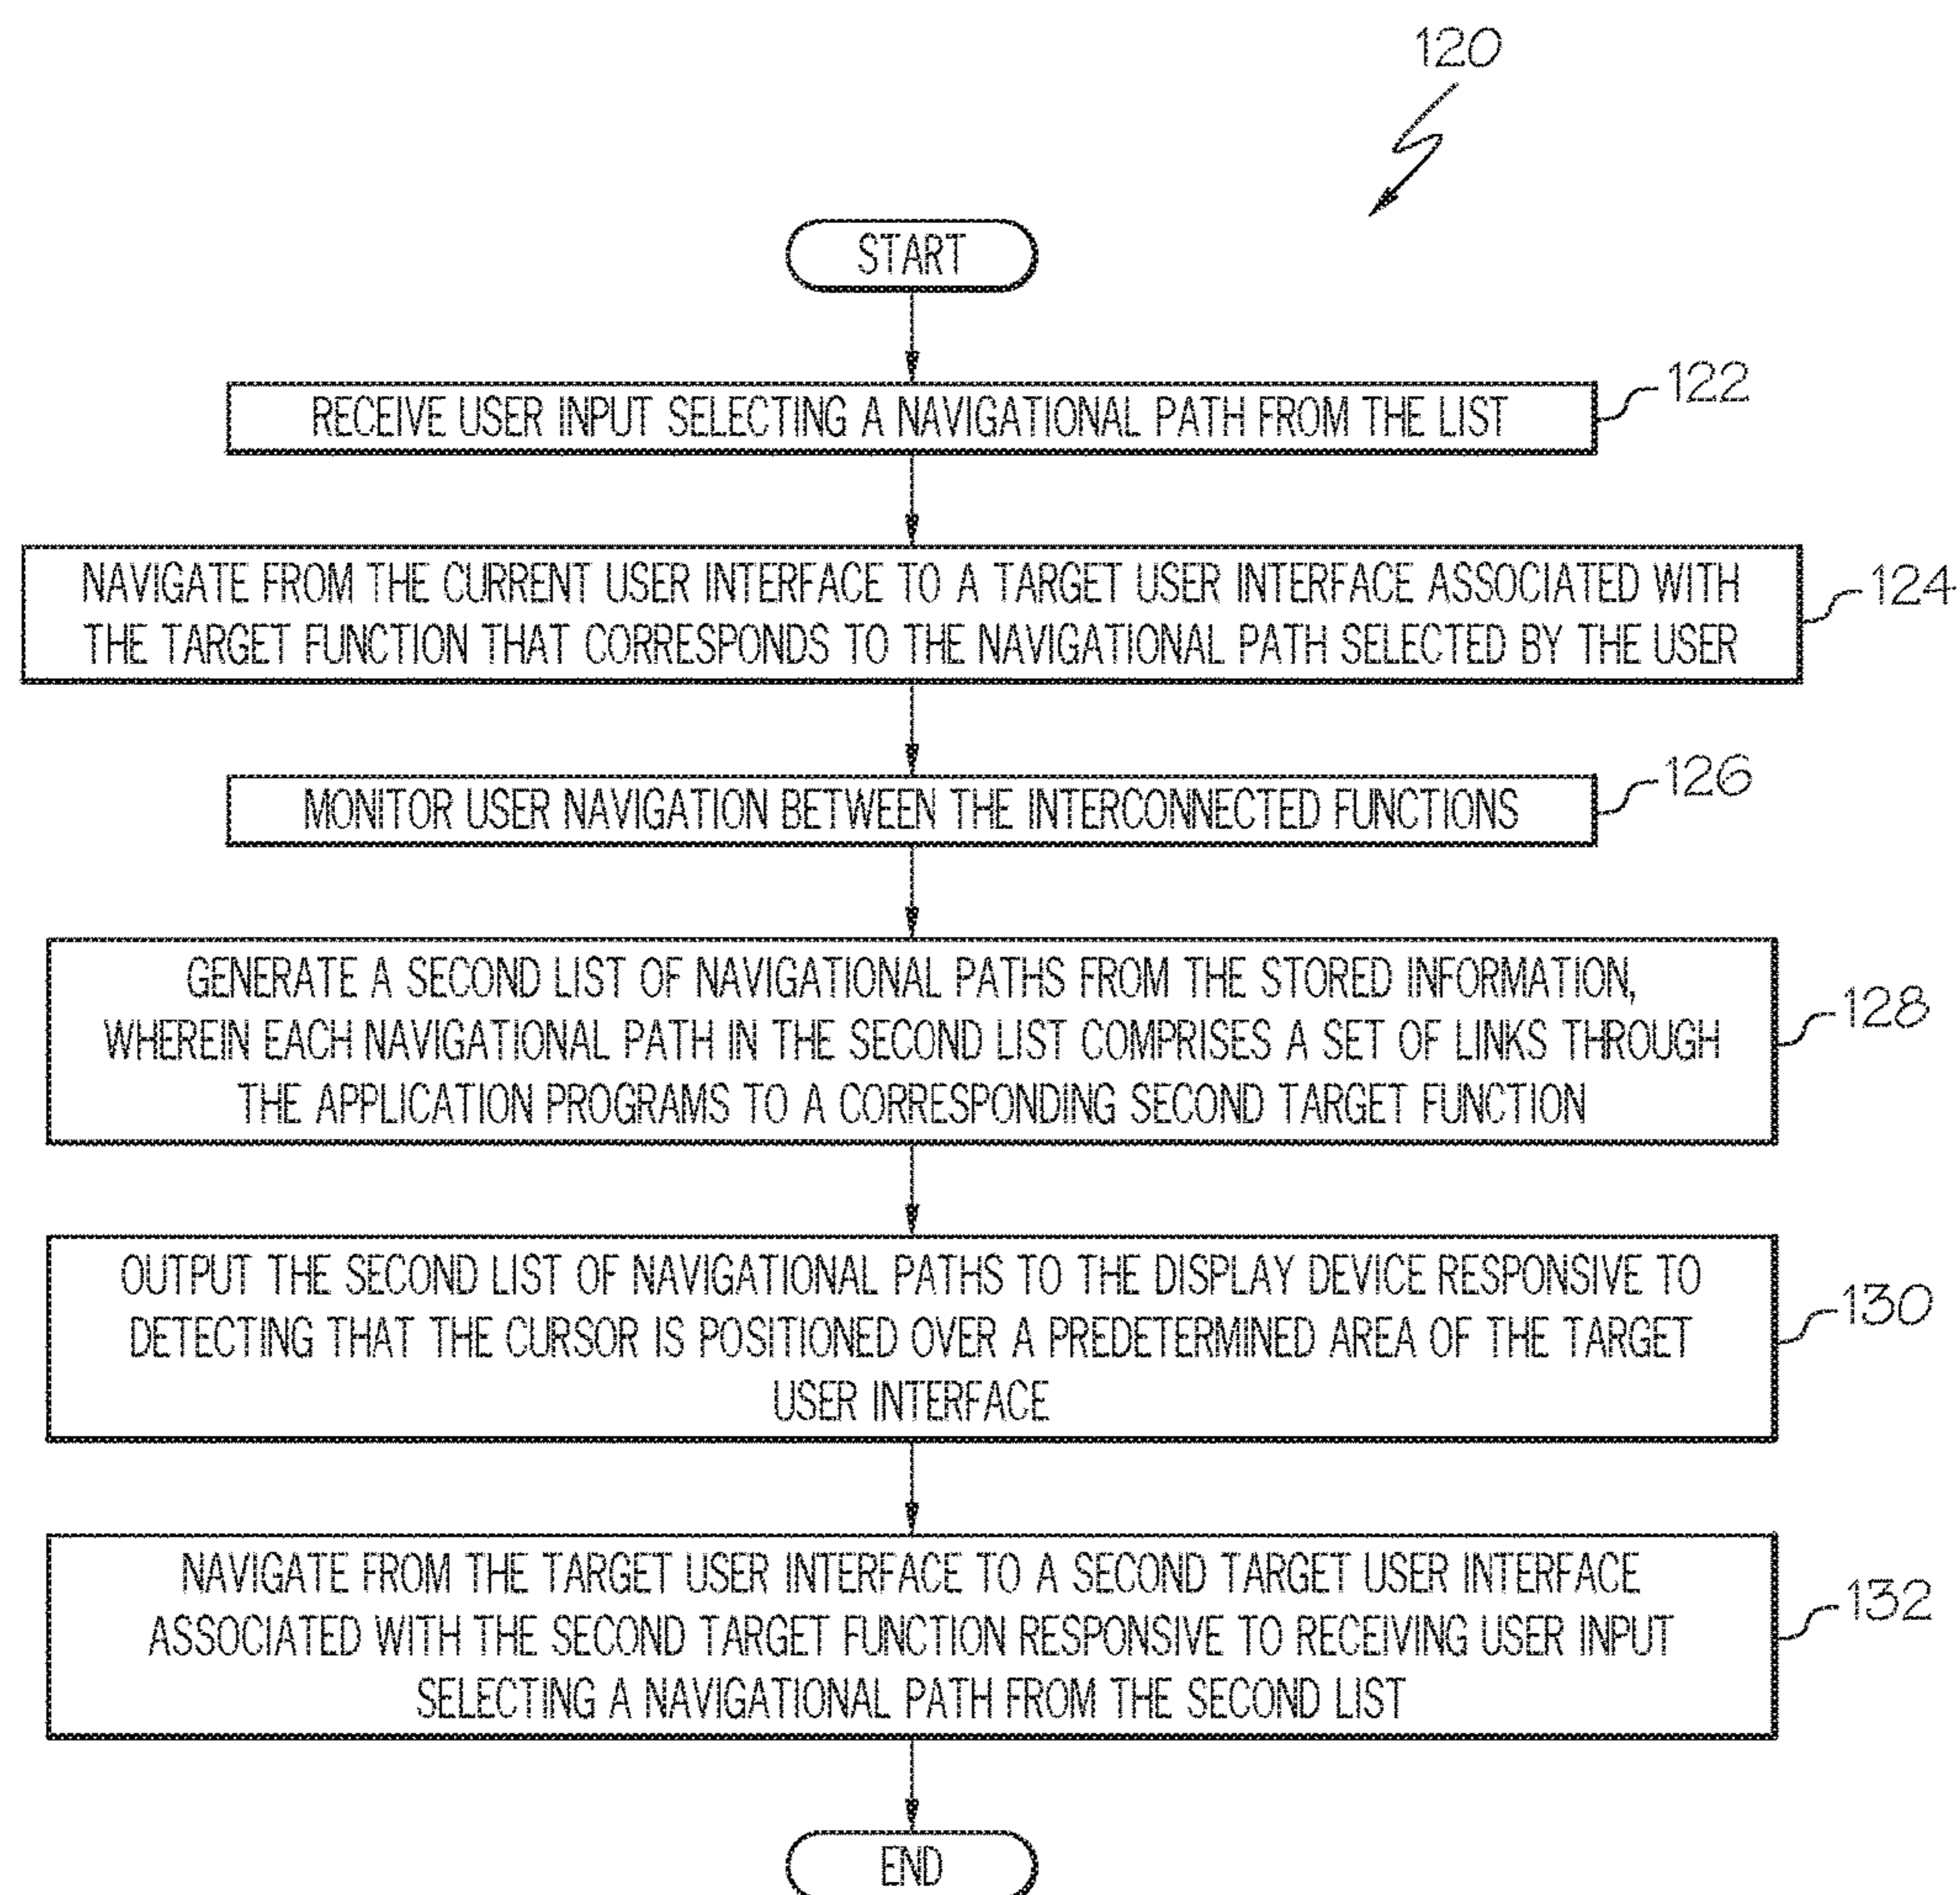 120
START
RECEIVE USER INPUT SELECTING A NAVIGATIONAL PATH FROM THE LIST
122
NAVIGATE FROM THE CURRENT USER INTERFACE TO A TARGET USER INTERFACE ASSOCIATED WITH
THE TARGET FUNCTION THAT CORRESPONDS TO THE NAVIGATIONAL PATH SELECTED BY THE USER
124
MONITOR USER NAVIGATION BETWEEN THE INTERCONNECTED FUNCTIONS
126
GENERATE A SECOND LIST OF NAVIGATIONAL PATHS FROM THE STORED INFORMATION,
WHEREIN EACH NAVIGATIONAL PATH IN THE SECOND LIST COMPRISES A SET OF LINKS THROUGH
THE APPLICATION PROGRAMS TO A CORRESPONDING SECOND TARGET FUNCTION
128
OUTPUT THE SECOND LIST OF NAVIGATIONAL PATHS TO THE DISPLAY DEVICE RESPONSIVE TO
DETECTING THAT THE CURSOR IS POSITIONED OVER A PREDETERMINED AREA OF THE TARGET
USER INTERFACE
130
NAVIGATE FROM THE TARGET USER INTERFACE TO A SECOND TARGET USER INTERFACE
ASSOCIATED WITH THE SECOND TARGET FUNCTION RESPONSIVE TO RECEIVING USER INPUT
SELECTING A NAVIGATIONAL PATH FROM THE SECOND LIST
132
END